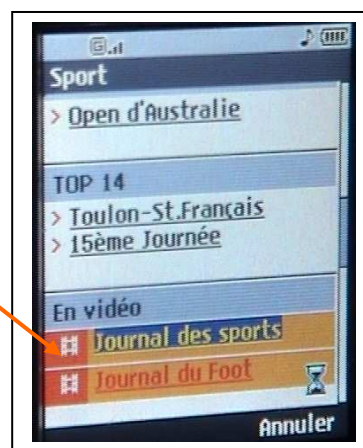 G
Sport
> Open d'Australie
TOP 14
> Toulon-St.Français
> 15ème Journée
En vidéo
Journal des sports
Journal du Foot
Annuler